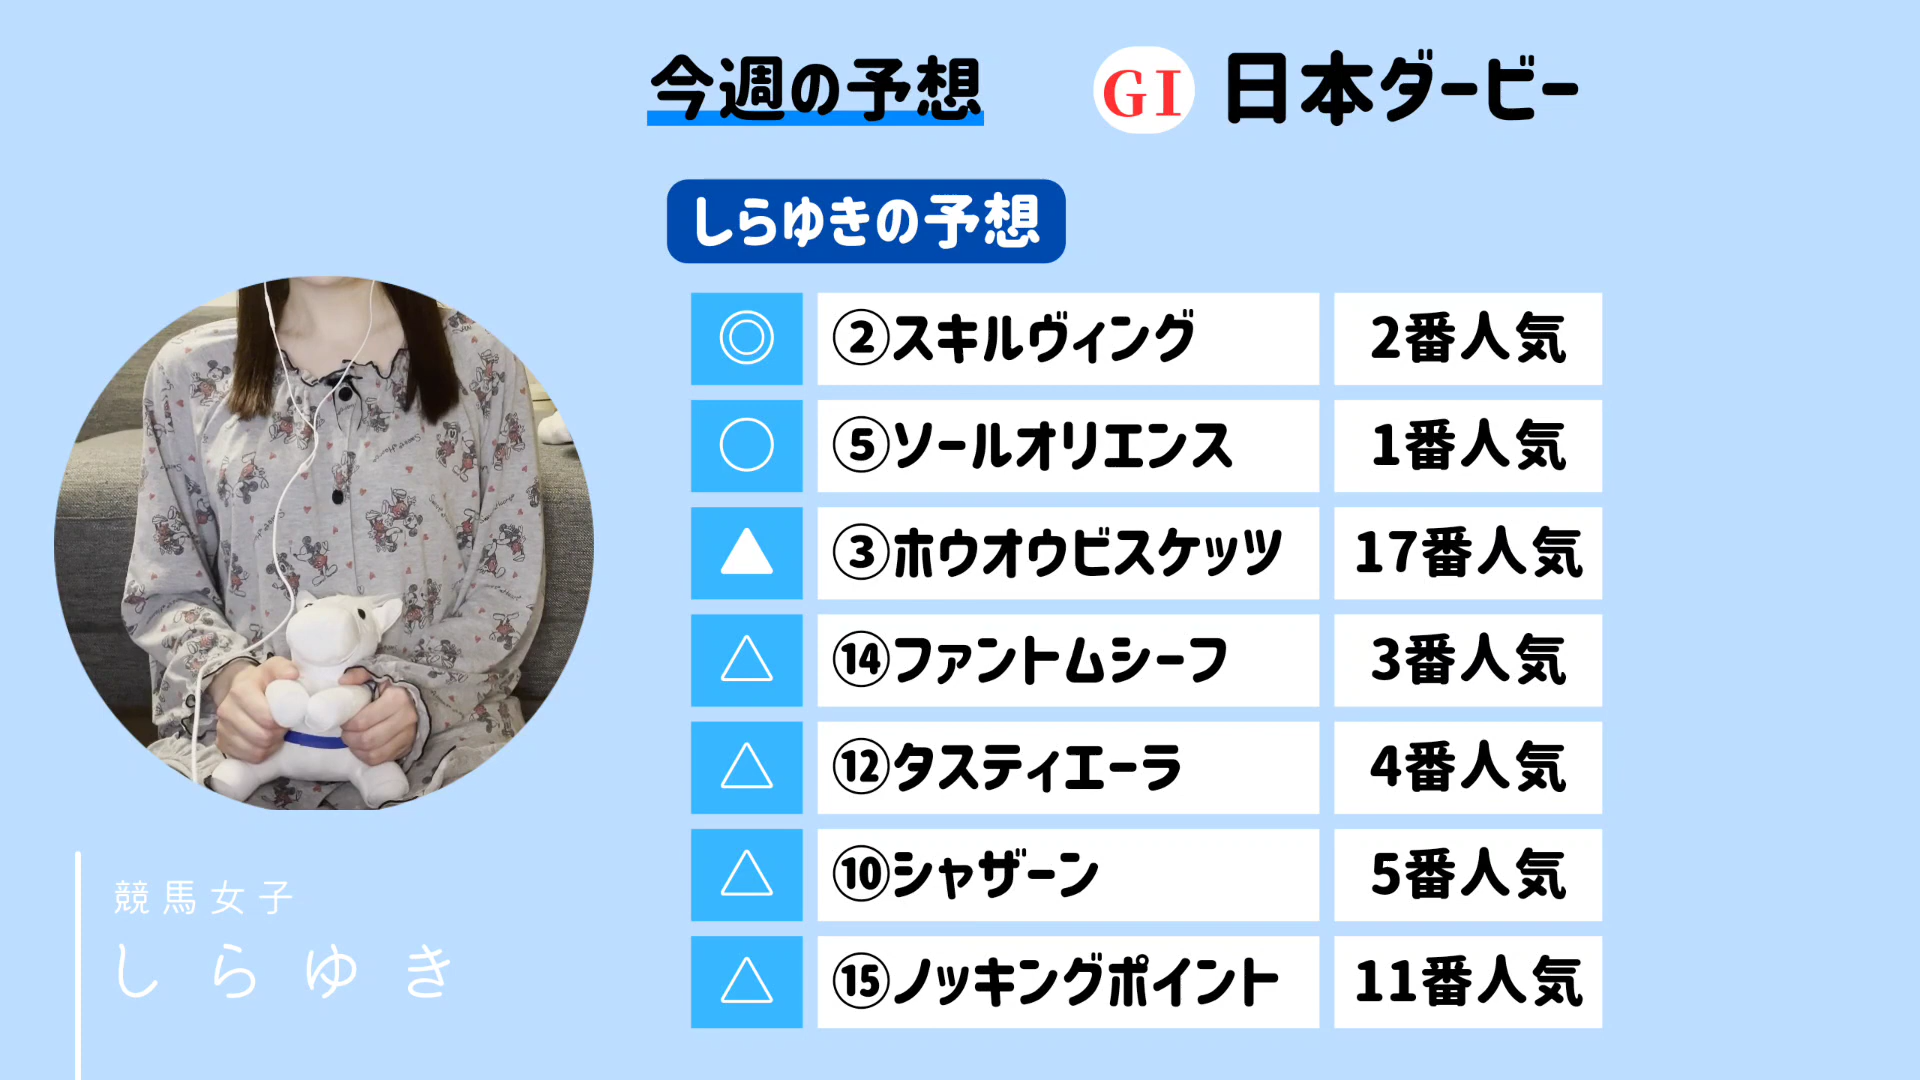 今週の予想
GI 日本ダービー
しらゆきの予想
◎ ②スキルヴィング 2番人気
○ ⑤ソールオリエンス 1番人気
▲ ③ホウオウビスケッツ 17番人気
△ ⑭ファントムシーフ 3番人気
△ ⑫タスティエーラ 4番人気
△ ⑩シャザーン 5番人気
△ ⑮ノッキングポイント 11番人気
競馬女子
しらゆき